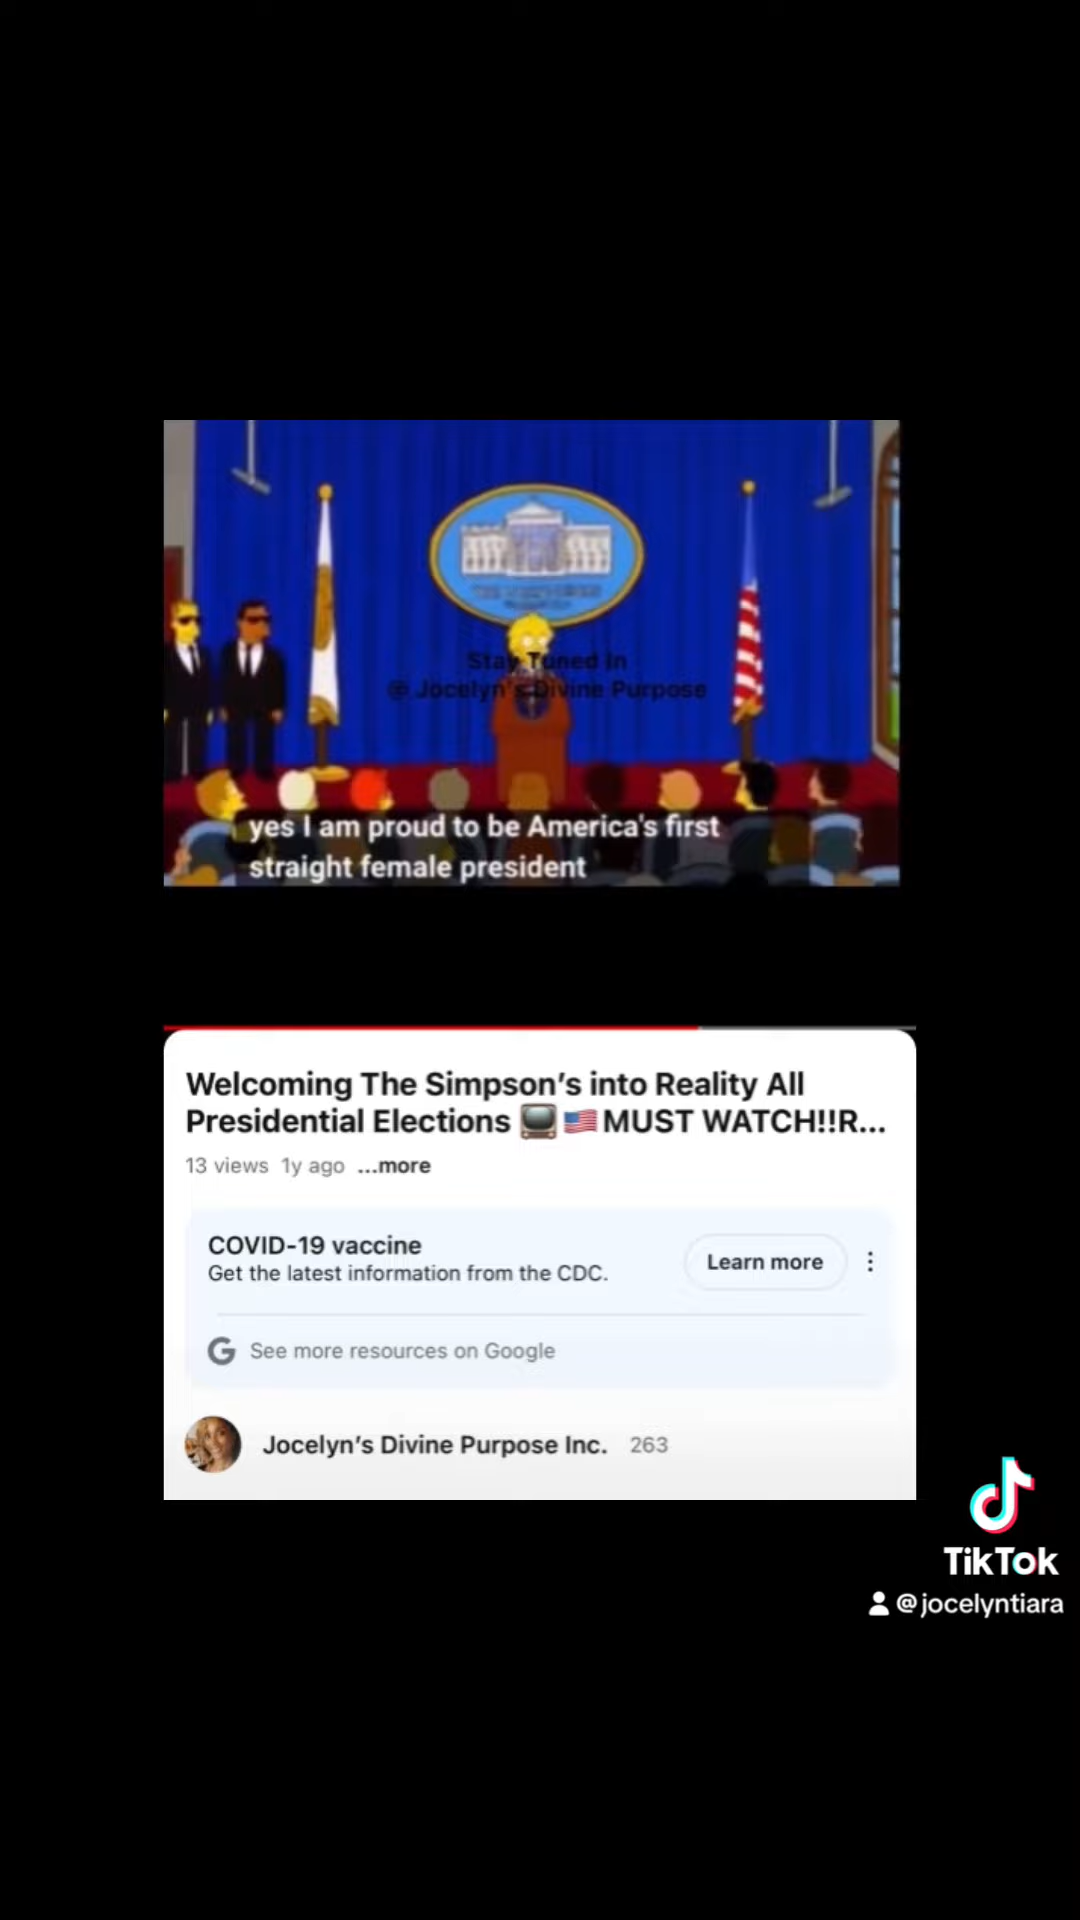 Stay Tuned In
@ Jocelyn's Divine Purpose
yes I am proud to be America's first
straight female president
Welcoming The Simpson's into Reality All
Presidential Elections 📺🇺🇸MUST WATCH!!R...
13 views 1y ago ...more
COVID-19 vaccine
Get the latest information from the CDC.
Learn more
G See more resources on Google
Jocelyn's Divine Purpose Inc. 263
TikTok
@jocelyntiara